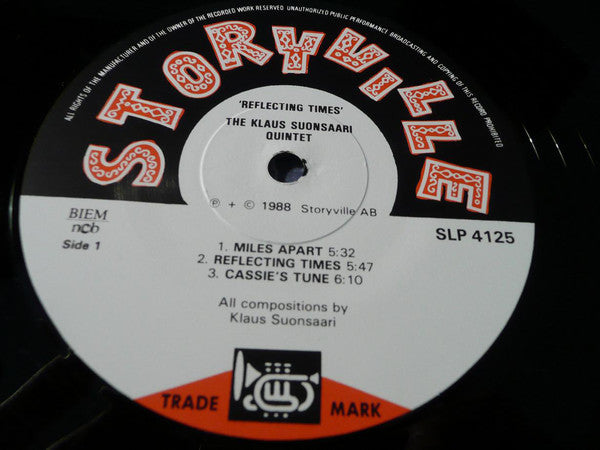 ALL RIGHTS OF THE MANUFACTURER AND OF THE OWNER OF THE RECORDED WORK RESERVED UNAUTHORIZED PUBLIC PERFORMANCE BROADCASTING AND COPYING OF THIS RECORD PROHIBITED
STORYVILLE
'REFLECTING TIMES'
THE KLAUS SUONSAARI
QUINTET
℗ + © 1988 Storyville AB
BIEM
ncb
Side 1
SLP 4125
1. MILES APART 5:32
2. REFLECTING TIMES 5:47
3. CASSIE'S TUNE 6:10
All compositions by
Klaus Suonsaari
TRADE MARK